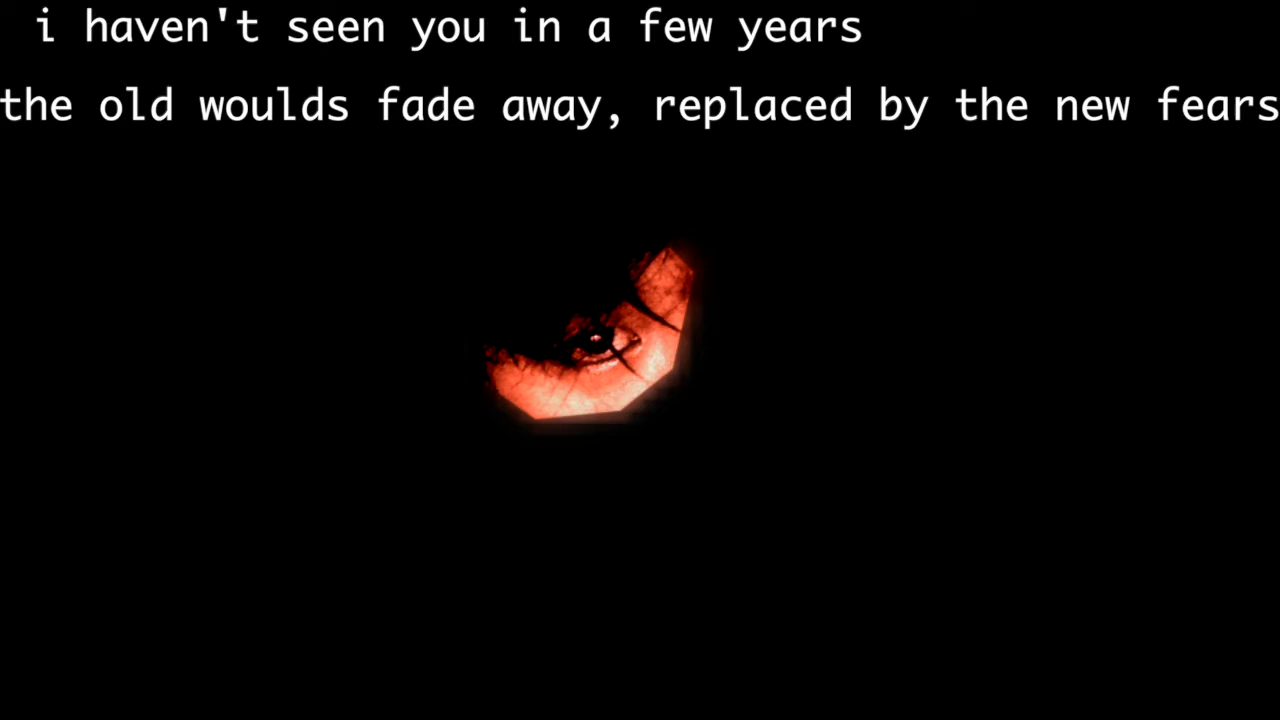 i haven't seen you in a few years
the old woulds fade away, replaced by the new fears